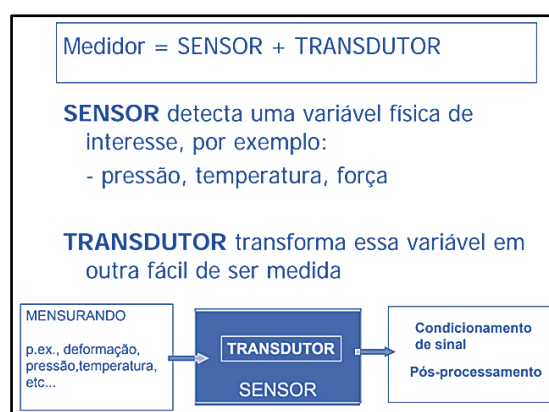 Medidor = SENSOR + TRANSDUTOR
SENSOR detecta uma variável física de
interesse, por exemplo:
- pressão, temperatura, força
TRANSDUTOR transforma essa variável em
outra fácil de ser medida
MENSURANDO
p.ex., deformação,
pressão,temperatura,
etc...
TRANSDUTOR
SENSOR
Condicionamento
de sinal
Pós-processamento